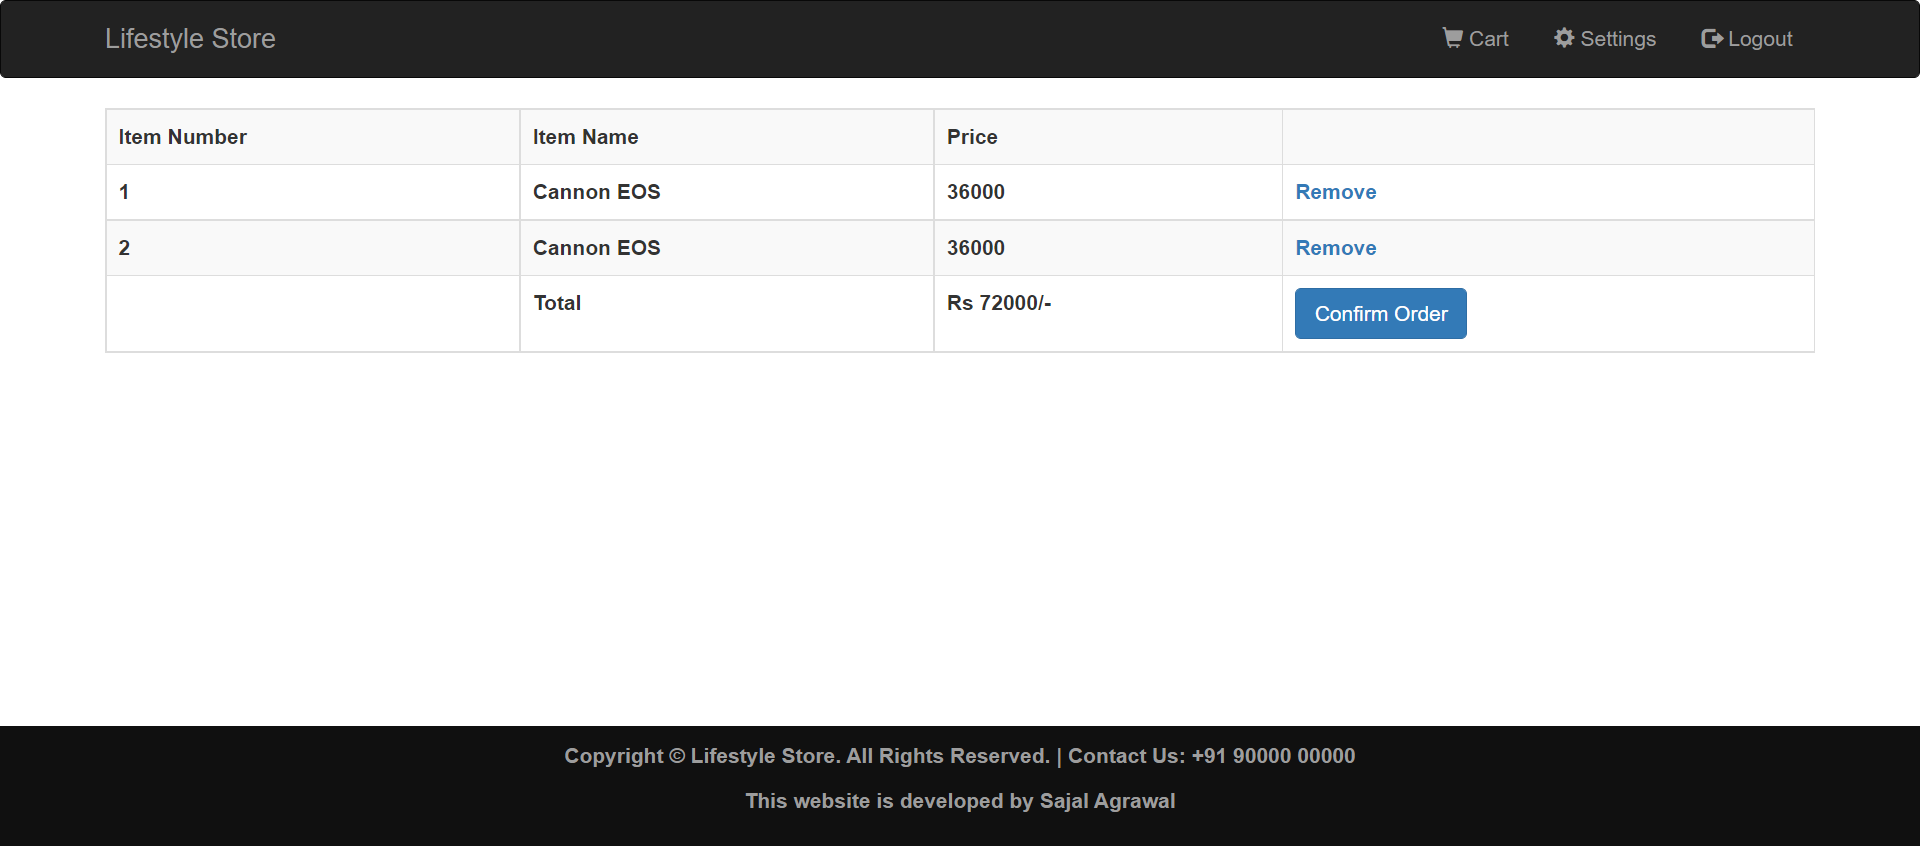 Lifestyle Store Cart Settings Logout
Item Number Item Name Price
1 Cannon EOS 36000 Remove
2 Cannon EOS 36000 Remove
Total Rs 72000/- Confirm Order
Copyright © Lifestyle Store. All Rights Reserved. | Contact Us: +91 90000 00000
This website is developed by Sajal Agrawal